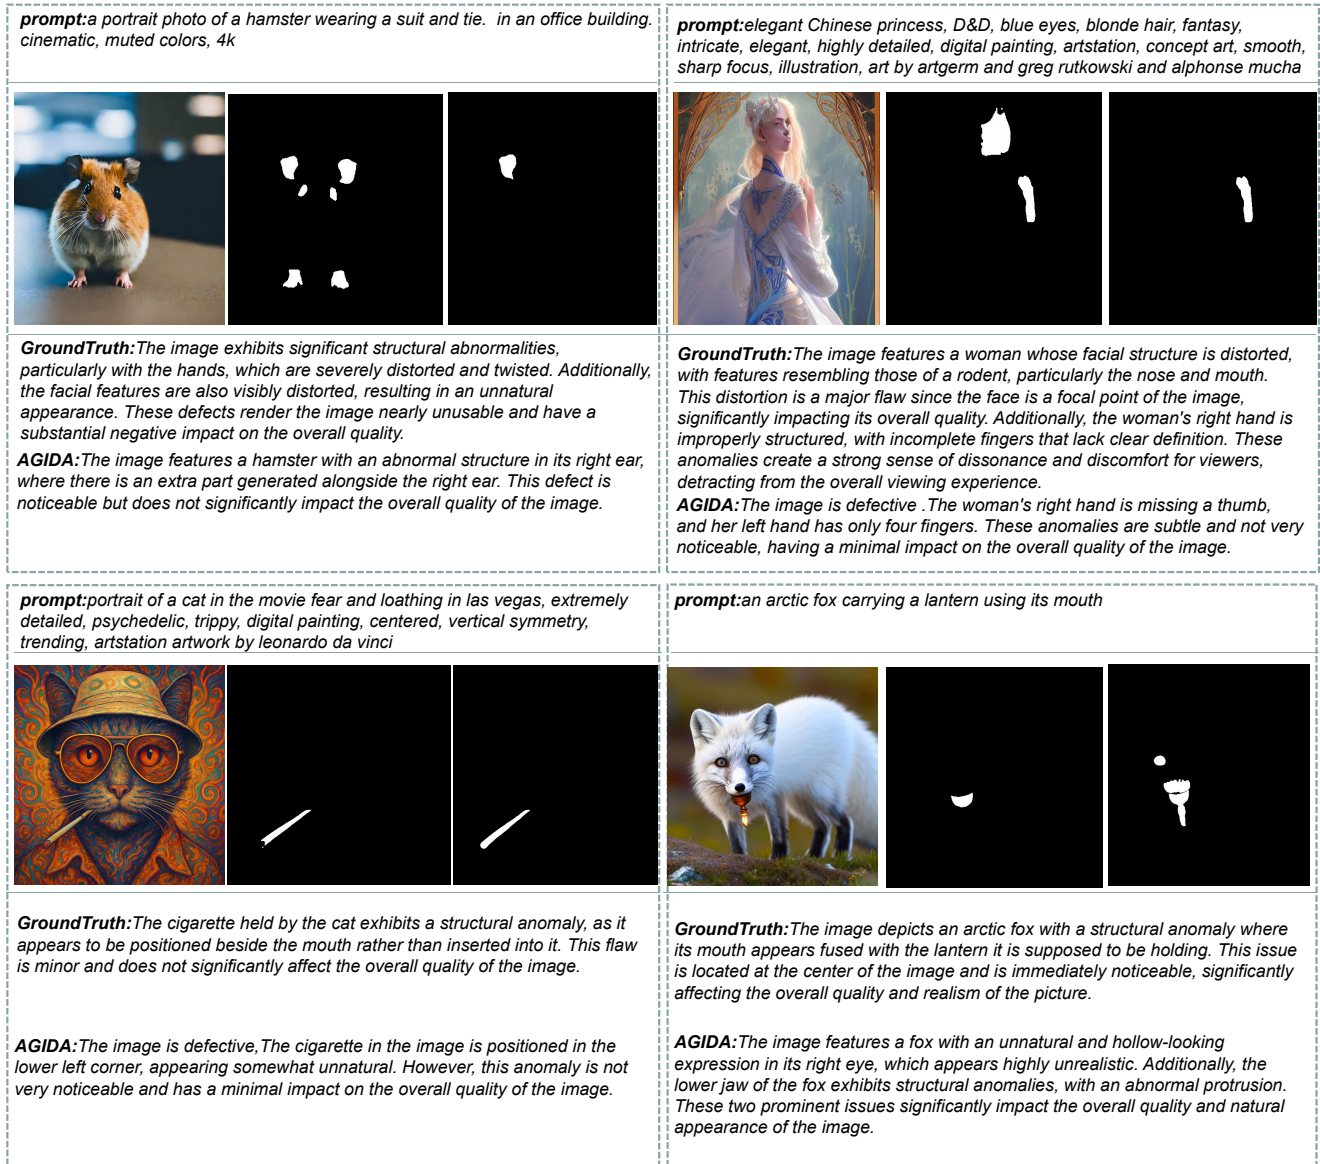 prompt:a portrait photo of a hamster wearing a suit and tie.  in an office building.
cinematic, muted colors, 4k
GroundTruth:The image exhibits significant structural abnormalities,
particularly with the hands, which are severely distorted and twisted. Additionally,
the facial features are also visibly distorted, resulting in an unnatural
appearance. These defects render the image nearly unusable and have a
substantial negative impact on the overall quality.
AGIDA:The image features a hamster with an abnormal structure in its right ear,
where there is an extra part generated alongside the right ear. This defect is
noticeable but does not significantly impact the overall quality of the image.
prompt:elegant Chinese princess, D&D, blue eyes, blonde hair, fantasy,
intricate, elegant, highly detailed, digital painting, artstation, concept art, smooth,
sharp focus, illustration, art by artgerm and greg rutkowski and alphonse mucha
GroundTruth:The image features a woman whose facial structure is distorted,
with features resembling those of a rodent, particularly the nose and mouth.
This distortion is a major flaw since the face is a focal point of the image,
significantly impacting its overall quality. Additionally, the woman's right hand is
improperly structured, with incomplete fingers that lack clear definition. These
anomalies create a strong sense of dissonance and discomfort for viewers,
detracting from the overall viewing experience.
AGIDA:The image is defective .The woman's right hand is missing a thumb,
and her left hand has only four fingers. These anomalies are subtle and not very
noticeable, having a minimal impact on the overall quality of the image.
prompt:portrait of a cat in the movie fear and loathing in las vegas, extremely
detailed, psychedelic, trippy, digital painting, centered, vertical symmetry,
trending, artstation artwork by leonardo da vinci
GroundTruth:The cigarette held by the cat exhibits a structural anomaly, as it
appears to be positioned beside the mouth rather than inserted into it. This flaw
is minor and does not significantly affect the overall quality of the image.
AGIDA:The image is defective,The cigarette in the image is positioned in the
lower left corner, appearing somewhat unnatural. However, this anomaly is not
very noticeable and has a minimal impact on the overall quality of the image.
prompt:an arctic fox carrying a lantern using its mouth
GroundTruth:The image depicts an arctic fox with a structural anomaly where
its mouth appears fused with the lantern it is supposed to be holding. This issue
is located at the center of the image and is immediately noticeable, significantly
affecting the overall quality and realism of the picture.
AGIDA:The image features a fox with an unnatural and hollow-looking
expression in its right eye, which appears highly unrealistic. Additionally, the
lower jaw of the fox exhibits structural anomalies, with an abnormal protrusion.
These two prominent issues significantly impact the overall quality and natural
appearance of the image.